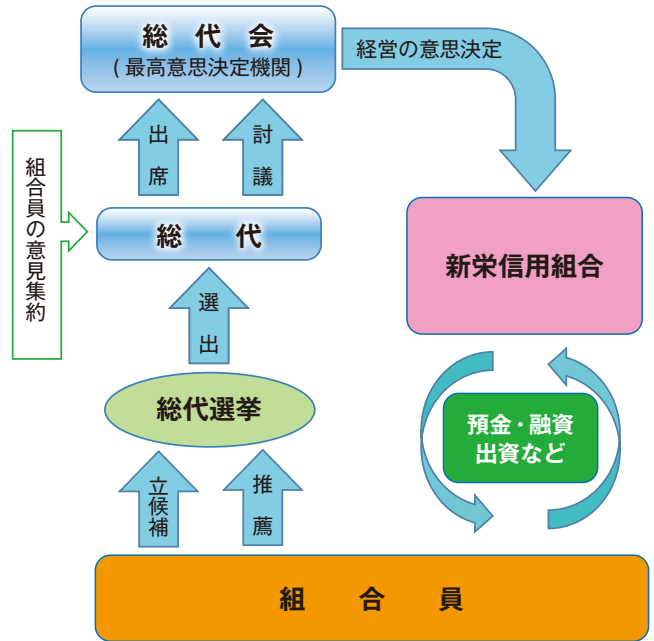 総代会
(最高意思決定機関)
経営の意思決定
出席
討議
組合員の意見集約
総代
新栄信用組合
選出
総代選挙
預金・融資
出資など
立候補
推薦
組合員